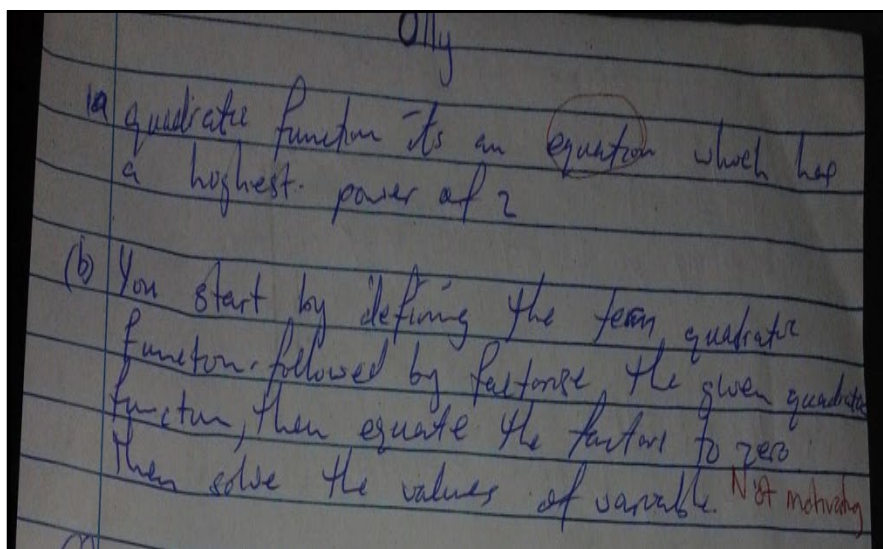 Olly
1a quadratic function its an equation which has
a highest power of 2
(b) You start by defining the term quadratic
function. followed by factorise the given quadratic
function, then equate the factors to zero
then solve the values of variable. Not motivating